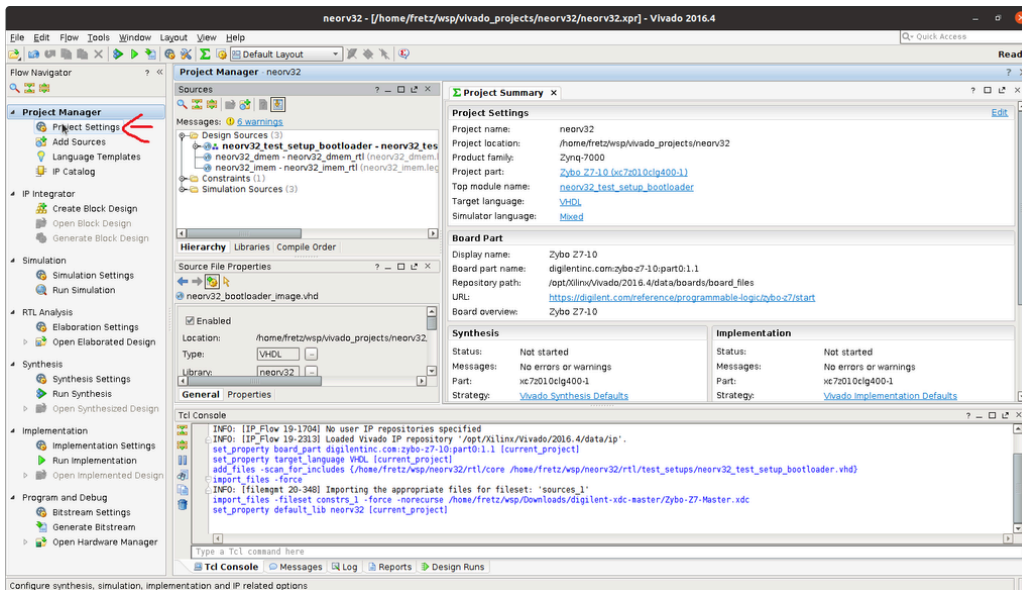 neorv32 - [/home/fretz/wsp/vivado_projects/neorv32/neorv32.xpr] - Vivado 2016.4
File Edit Flow Tools Window Layout View Help
Quick Access
Default Layout
Read
Flow Navigator
Project Manager
Project Settings
Add Sources
Language Templates
IP Catalog
IP Integrator
Create Block Design
Open Block Design
Generate Block Design
Simulation
Simulation Settings
Run Simulation
RTL Analysis
Elaboration Settings
Open Elaborated Design
Synthesis
Synthesis Settings
Run Synthesis
Open Synthesized Design
Implementation
Implementation Settings
Run Implementation
Open Implemented Design
Program and Debug
Bitstream Settings
Generate Bitstream
Open Hardware Manager
Project Manager - neorv32
Sources
Messages: 6 warnings
Design Sources (3)
neorv32_test_setup_bootloader - neorv32_tes
neorv32_dmem - neorv32_dmem_rtl (neorv32_dmem.l
neorv32_imem - neorv32_imem_rtl (neorv32_imem.leg
Constraints (1)
Simulation Sources (3)
Hierarchy Libraries Compile Order
Source File Properties
neorv32_bootloader_image.vhd
Enabled
Location: /home/fretz/wsp/vivado_projects/neorv32,
Type: VHDL
Library: neorv32
General Properties
Project Summary
Project Settings Edit
Project name: neorv32
Project location: /home/fretz/wsp/vivado_projects/neorv32
Product family: Zynq-7000
Project part: Zybo Z7-10 (xc7z010clg400-1)
Top module name: neorv32_test_setup_bootloader
Target language: VHDL
Simulator language: Mixed
Board Part
Display name: Zybo Z7-10
Board part name: digilentinc.com:zybo-z7-10:part0:1.1
Repository path: /opt/Xilinx/Vivado/2016.4/data/boards/board_files
URL: https://digilent.com/reference/programmable-logic/zybo-z7/start
Board overview: Zybo Z7-10
Synthesis
Status: Not started
Messages: No errors or warnings
Part: xc7z010clg400-1
Strategy: Vivado Synthesis Defaults
Implementation
Status: Not started
Messages: No errors or warnings
Part: xc7z010clg400-1
Strategy: Vivado Implementation Defaults
Tcl Console
INFO: [IP_Flow 19-1704] No user IP repositories specified
INFO: [IP_Flow 19-2313] Loaded Vivado IP repository '/opt/Xilinx/Vivado/2016.4/data/ip'.
set_property board_part digilentinc.com:zybo-z7-10:part0:1.1 [current_project]
set_property target_language VHDL [current_project]
add_files -scan_for_includes {/home/fretz/wsp/neorv32/rtl/core /home/fretz/wsp/neorv32/rtl/test_setups/neorv32_test_setup_bootloader.vhd}
import_files -force
INFO: [filemgmt 20-348] Importing the appropriate files for fileset: 'sources_1'
import_files -fileset constrs_1 -force -norecurse /home/fretz/wsp/Downloads/digilent-xdc-master/Zybo-Z7-Master.xdc
set_property default_lib neorv32 [current_project]
Type a Tcl command here
Tcl Console Messages Log Reports Design Runs
Configure synthesis, simulation, implementation and IP related options